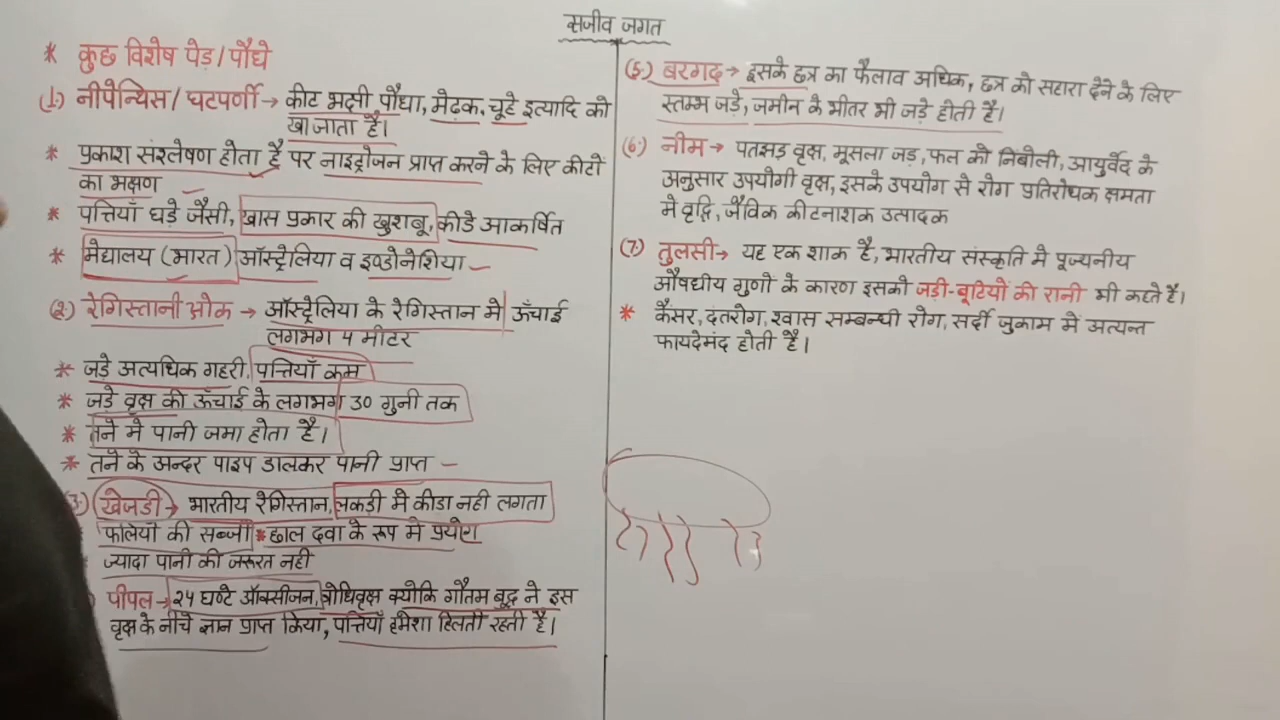 सजीव जगत
* कुछ विशेष पेड़/पौधे
(1) नीपेन्थिस/घटपर्णी → कीट भक्षी पौधा, मेढ़क, चूहे इत्यादि को
खा जाता है।
* प्रकाश संश्लेषण होता है पर नाइट्रोजन प्राप्त करने के लिए कीटों
का भक्षण
* पत्तियाँ घड़े जैसी, खास प्रकार की खुशबू, कीडे आकर्षित
* मेघालय (भारत) ऑस्ट्रेलिया व इण्डोनेशिया
(2) रेगिस्तानी ओक → ऑस्ट्रेलिया के रेगिस्तान में ऊँचाई
लगभग 4 मीटर
* जड़े अत्यधिक गहरी, पत्तियाँ कम
* जड़े वृक्ष की ऊँचाई के लगभग 30 गुनी तक
* तने मे पानी जमा होता है।
* तने के अन्दर पाइप डालकर पानी प्राप्त
(3) खेजडी → भारतीय रेगिस्तान, लकड़ी मे कीडा नही लगता
फलियों की सब्जी * छाल दवा के रूप मे प्रयोग
ज्यादा पानी की जरूरत नही
पीपल → 24 घण्टे ऑक्सीजन, बोधिवृक्ष क्योकि गौतम बुद्ध ने इस
वृक्ष के नीचे ज्ञान प्राप्त किया, पत्तियाँ हमेशा हिलती रहती है।
(5) बरगद → इसके छत्र का फैलाव अधिक, छत्र को सहारा देने के लिए
स्तम्भ जड़े, जमीन के भीतर भी जड़े होती है।
(6) नीम → पतझड़ वृक्ष, मूसला जड़, फल को निंबोली, आयुर्वेद के
अनुसार उपयोगी वृक्ष, इसके उपयोग से रोग प्रतिरोधक क्षमता
मे वृद्वि, जैविक कीटनाशक उत्पादक
(7) तुलसी → यह एक शाक है, भारतीय संस्कृति मे पूज्यनीय
औषधीय गुणों के कारण इसको जड़ी-बूटियों की रानी भी कहते है।
* कैंसर, दंतरोग, श्वास सम्बन्धी रोग, सर्दी जुकाम मे अत्यन्त
फायदेमंद होती है।